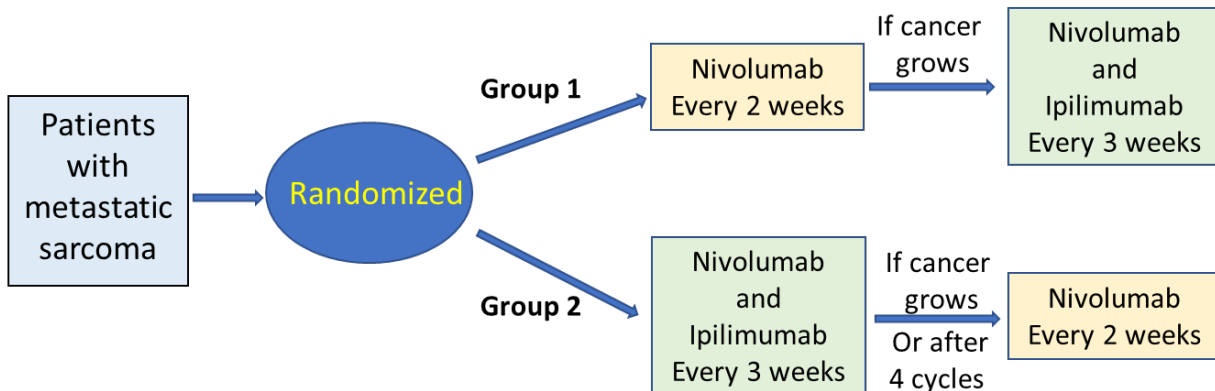 Patients
with
metastatic
sarcoma
Randomized
Group 1
Nivolumab
Every 2 weeks
If cancer
grows
Nivolumab
and
Ipilimumab
Every 3 weeks
Group 2
Nivolumab
and
Ipilimumab
Every 3 weeks
If cancer
grows
Or after
4 cycles
Nivolumab
Every 2 weeks